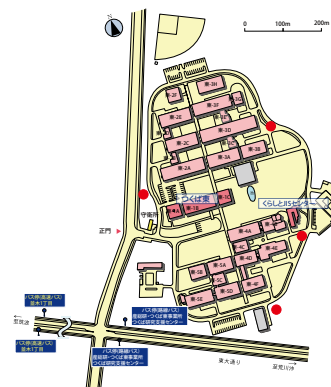 N
0 100m 200m
東-3H
東-2F
東-3G
東-3F
東-2E
東-3E
東-3D
東-2C
東-3C
東-3B
東-3A
東-2A
つくば東
東-1C
くらしとJISセンター
東-1B
東-1A
守衛所
正門
東-4A
東-4C
東-4E
東-4D
東-5A
東-5B
東-5C
東-4F
東-5D
東-5E
バス停(高速バス)
並木1丁目
バス停(路線バス)
産総研・つくば東事業所
つくば研究支援センター
至筑波
バス停(高速バス)
並木1丁目
バス停(路線バス)
産総研・つくば東事業所
つくば研究支援センター
東大通り
至荒川沖